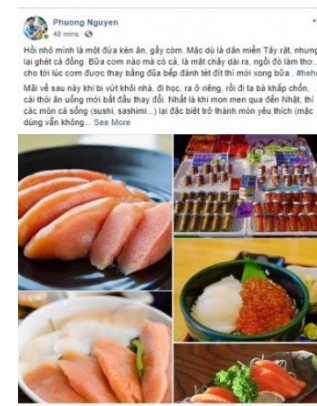 Phuong Nguyen
48 mins ·
Hồi nhỏ mình là một đứa kén ăn, gầy còm. Mặc dù là dân miền Tây rặt, nhưng
lại ghét cá đồng. Bữa cơm nào mà có cá, là mặt chảy dài ra, ngồi đó làm thơ..
cho tới lúc cơm được thay bằng đũa bếp đánh tét đít thì mới xong bữa . #heh
Mãi về sau này khi bị vứt khỏi nhà, đi học, ra ở riêng, rồi đi ta bà khắp chốn,
cái thói ăn uống mới bắt đầu thay đổi. Nhất là khi mon men qua đến Nhật, thì
các món cá sống (sushi, sashimi...) lại đặc biệt trở thành món yêu thích (mặc
dùng vẫn không... See More